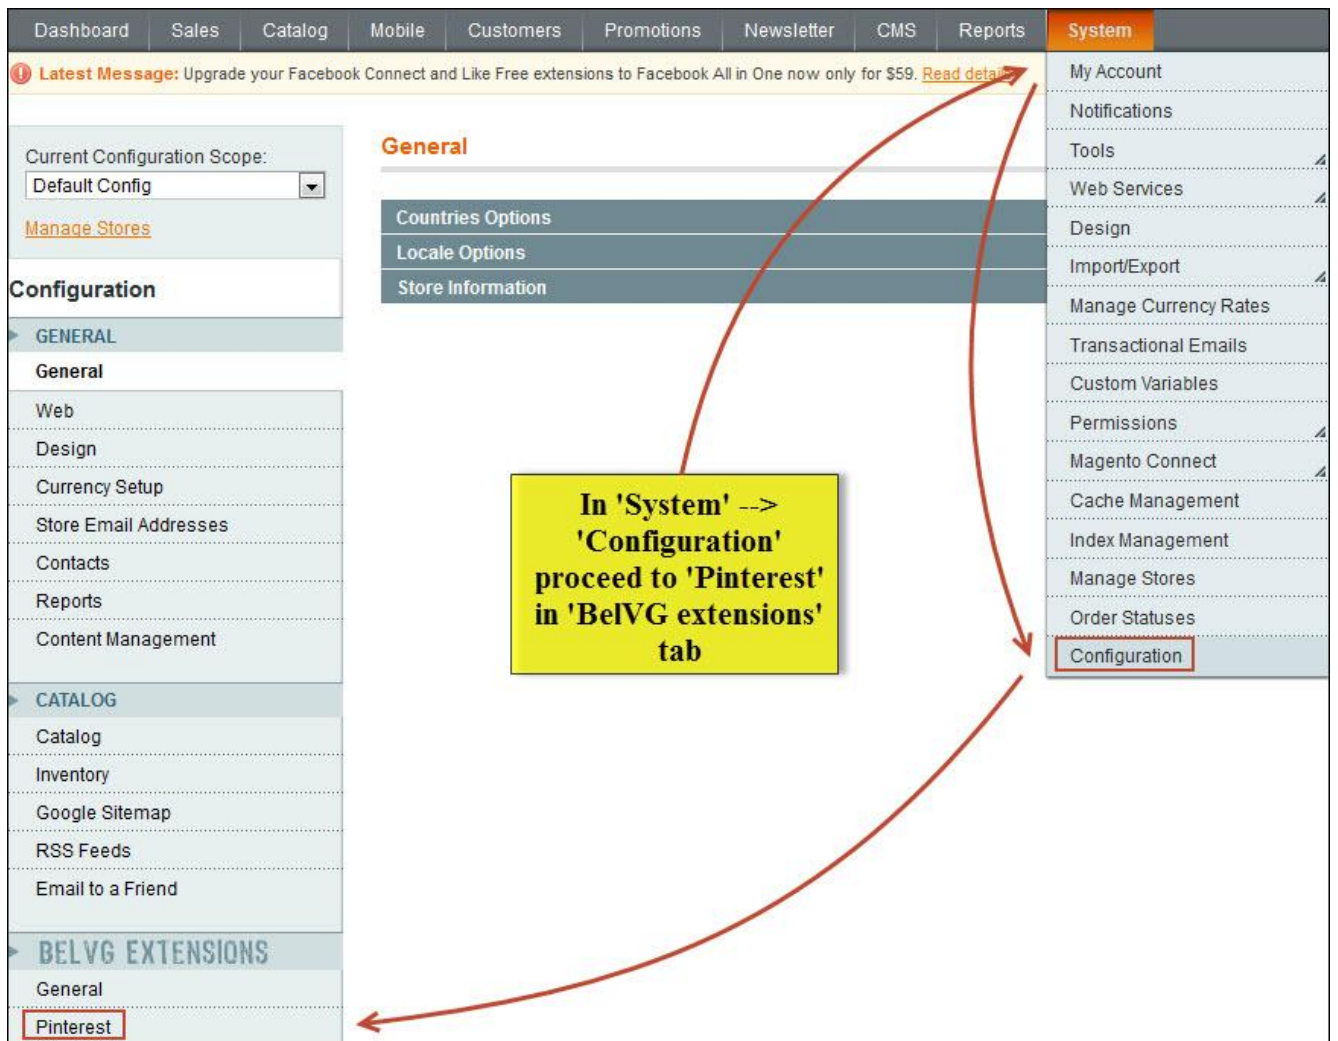 Dashboard Sales Catalog Mobile Customers Promotions Newsletter CMS Reports System
Latest Message: Upgrade your Facebook Connect and Like Free extensions to Facebook All in One now only for $59. Read details
Current Configuration Scope:
Default Config
Manage Stores
Configuration
GENERAL
General
Web
Design
Currency Setup
Store Email Addresses
Contacts
Reports
Content Management
CATALOG
Catalog
Inventory
Google Sitemap
RSS Feeds
Email to a Friend
BELVG EXTENSIONS
General
Pinterest
General
Countries Options
Locale Options
Store Information
In 'System' -->
'Configuration'
proceed to 'Pinterest'
in 'BelVG extensions'
tab
My Account
Notifications
Tools
Web Services
Design
Import/Export
Manage Currency Rates
Transactional Emails
Custom Variables
Permissions
Magento Connect
Cache Management
Index Management
Manage Stores
Order Statuses
Configuration